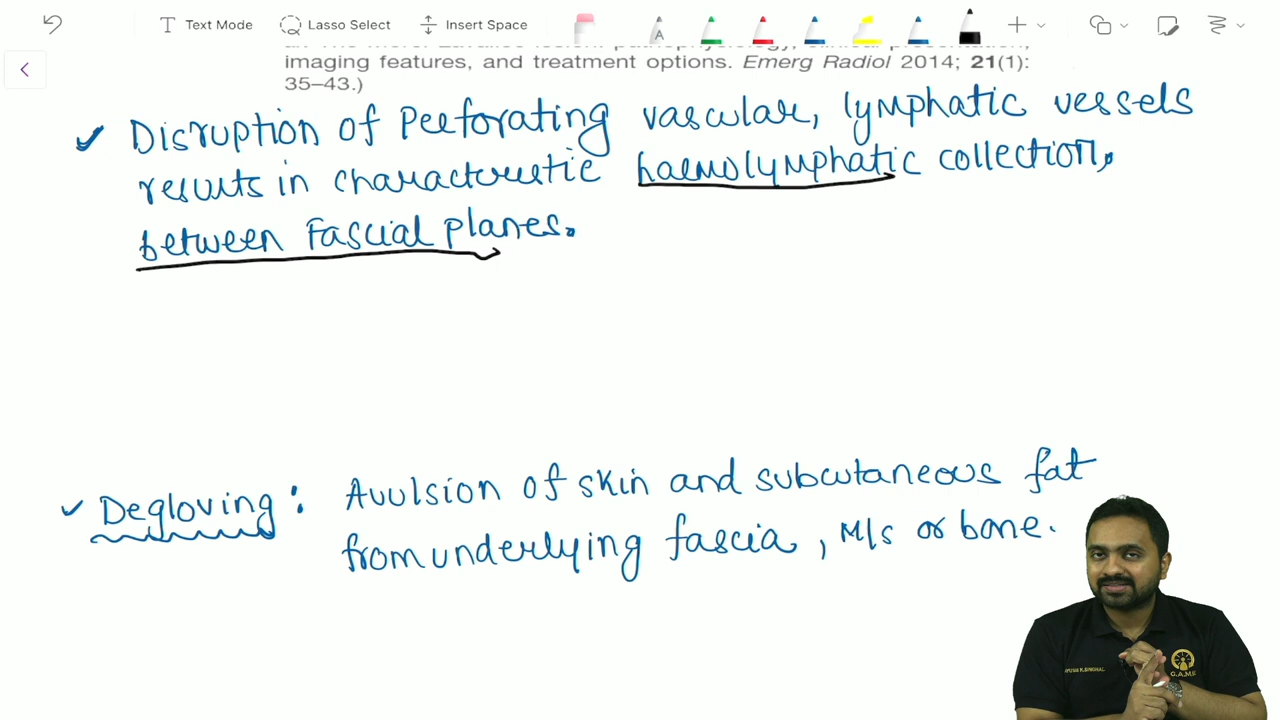 Text Mode
Lasso Select
Insert Space
imaging features, and treatment options. Emerg Radiol 2014; 21(1):
35–43.)
✓ Disruption of Perforating vascular, lymphatic vessels
results in characteristic haemolymphatic collection,
between Fascial planes.
✓ Degloving : Avulsion of skin and subcutaneous fat
from underlying fascia, M/s or bone.
G.A.M.E